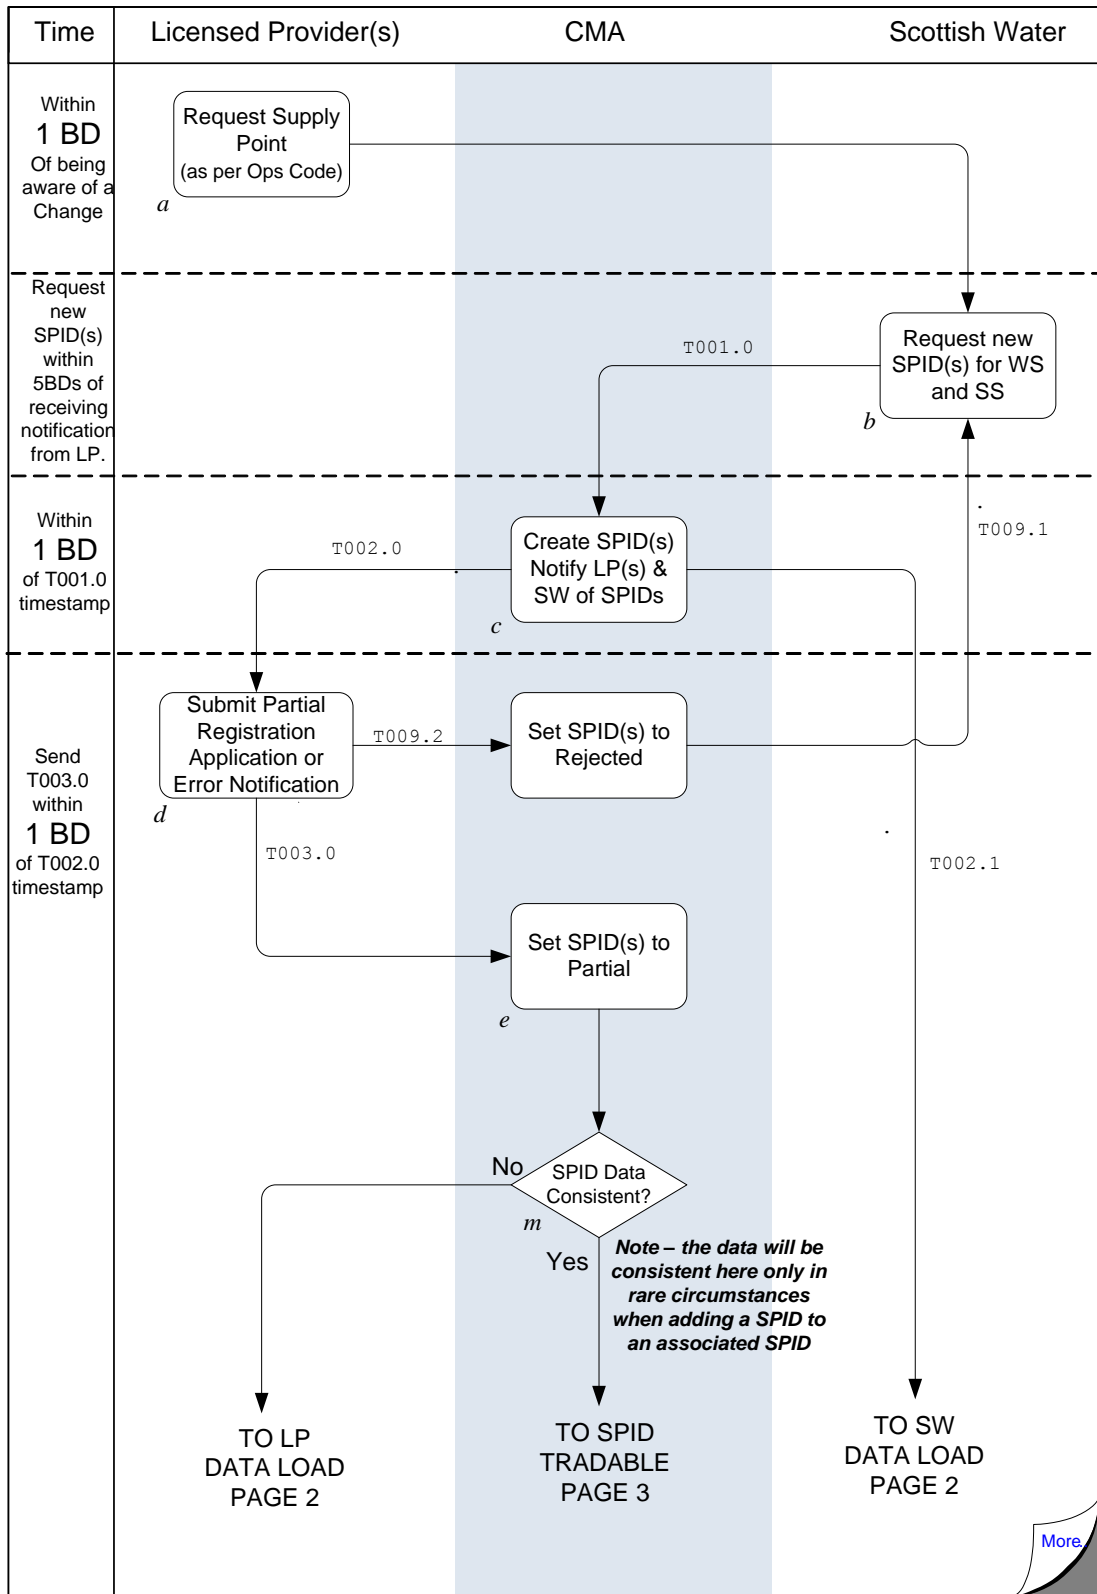 Time
Licensed Provider(s)
CMA
Scottish Water
Within
1 BD
Of being
aware of a
Change
Request Supply
Point
(as per Ops Code)
a
Request
new
SPID(s)
within
5BDs of
receiving
notification
from LP.
T001.0
Request new
SPID(s) for WS
and SS
b
Within
1 BD
of T001.0
timestamp
T002.0
Create SPID(s)
Notify LP(s) &
SW of SPIDs
c
T009.1
Send
T003.0
within
1 BD
of T002.0
timestamp
Submit Partial
Registration
Application or
Error Notification
d
T009.2
Set SPID(s) to
Rejected
T003.0
T002.1
Set SPID(s) to
Partial
e
No
SPID Data
Consistent?
m
Yes
Note – the data will be
consistent here only in
rare circumstances
when adding a SPID to
an associated SPID
TO LP
DATA LOAD
PAGE 2
TO SPID
TRADABLE
PAGE 3
TO SW
DATA LOAD
PAGE 2
More..